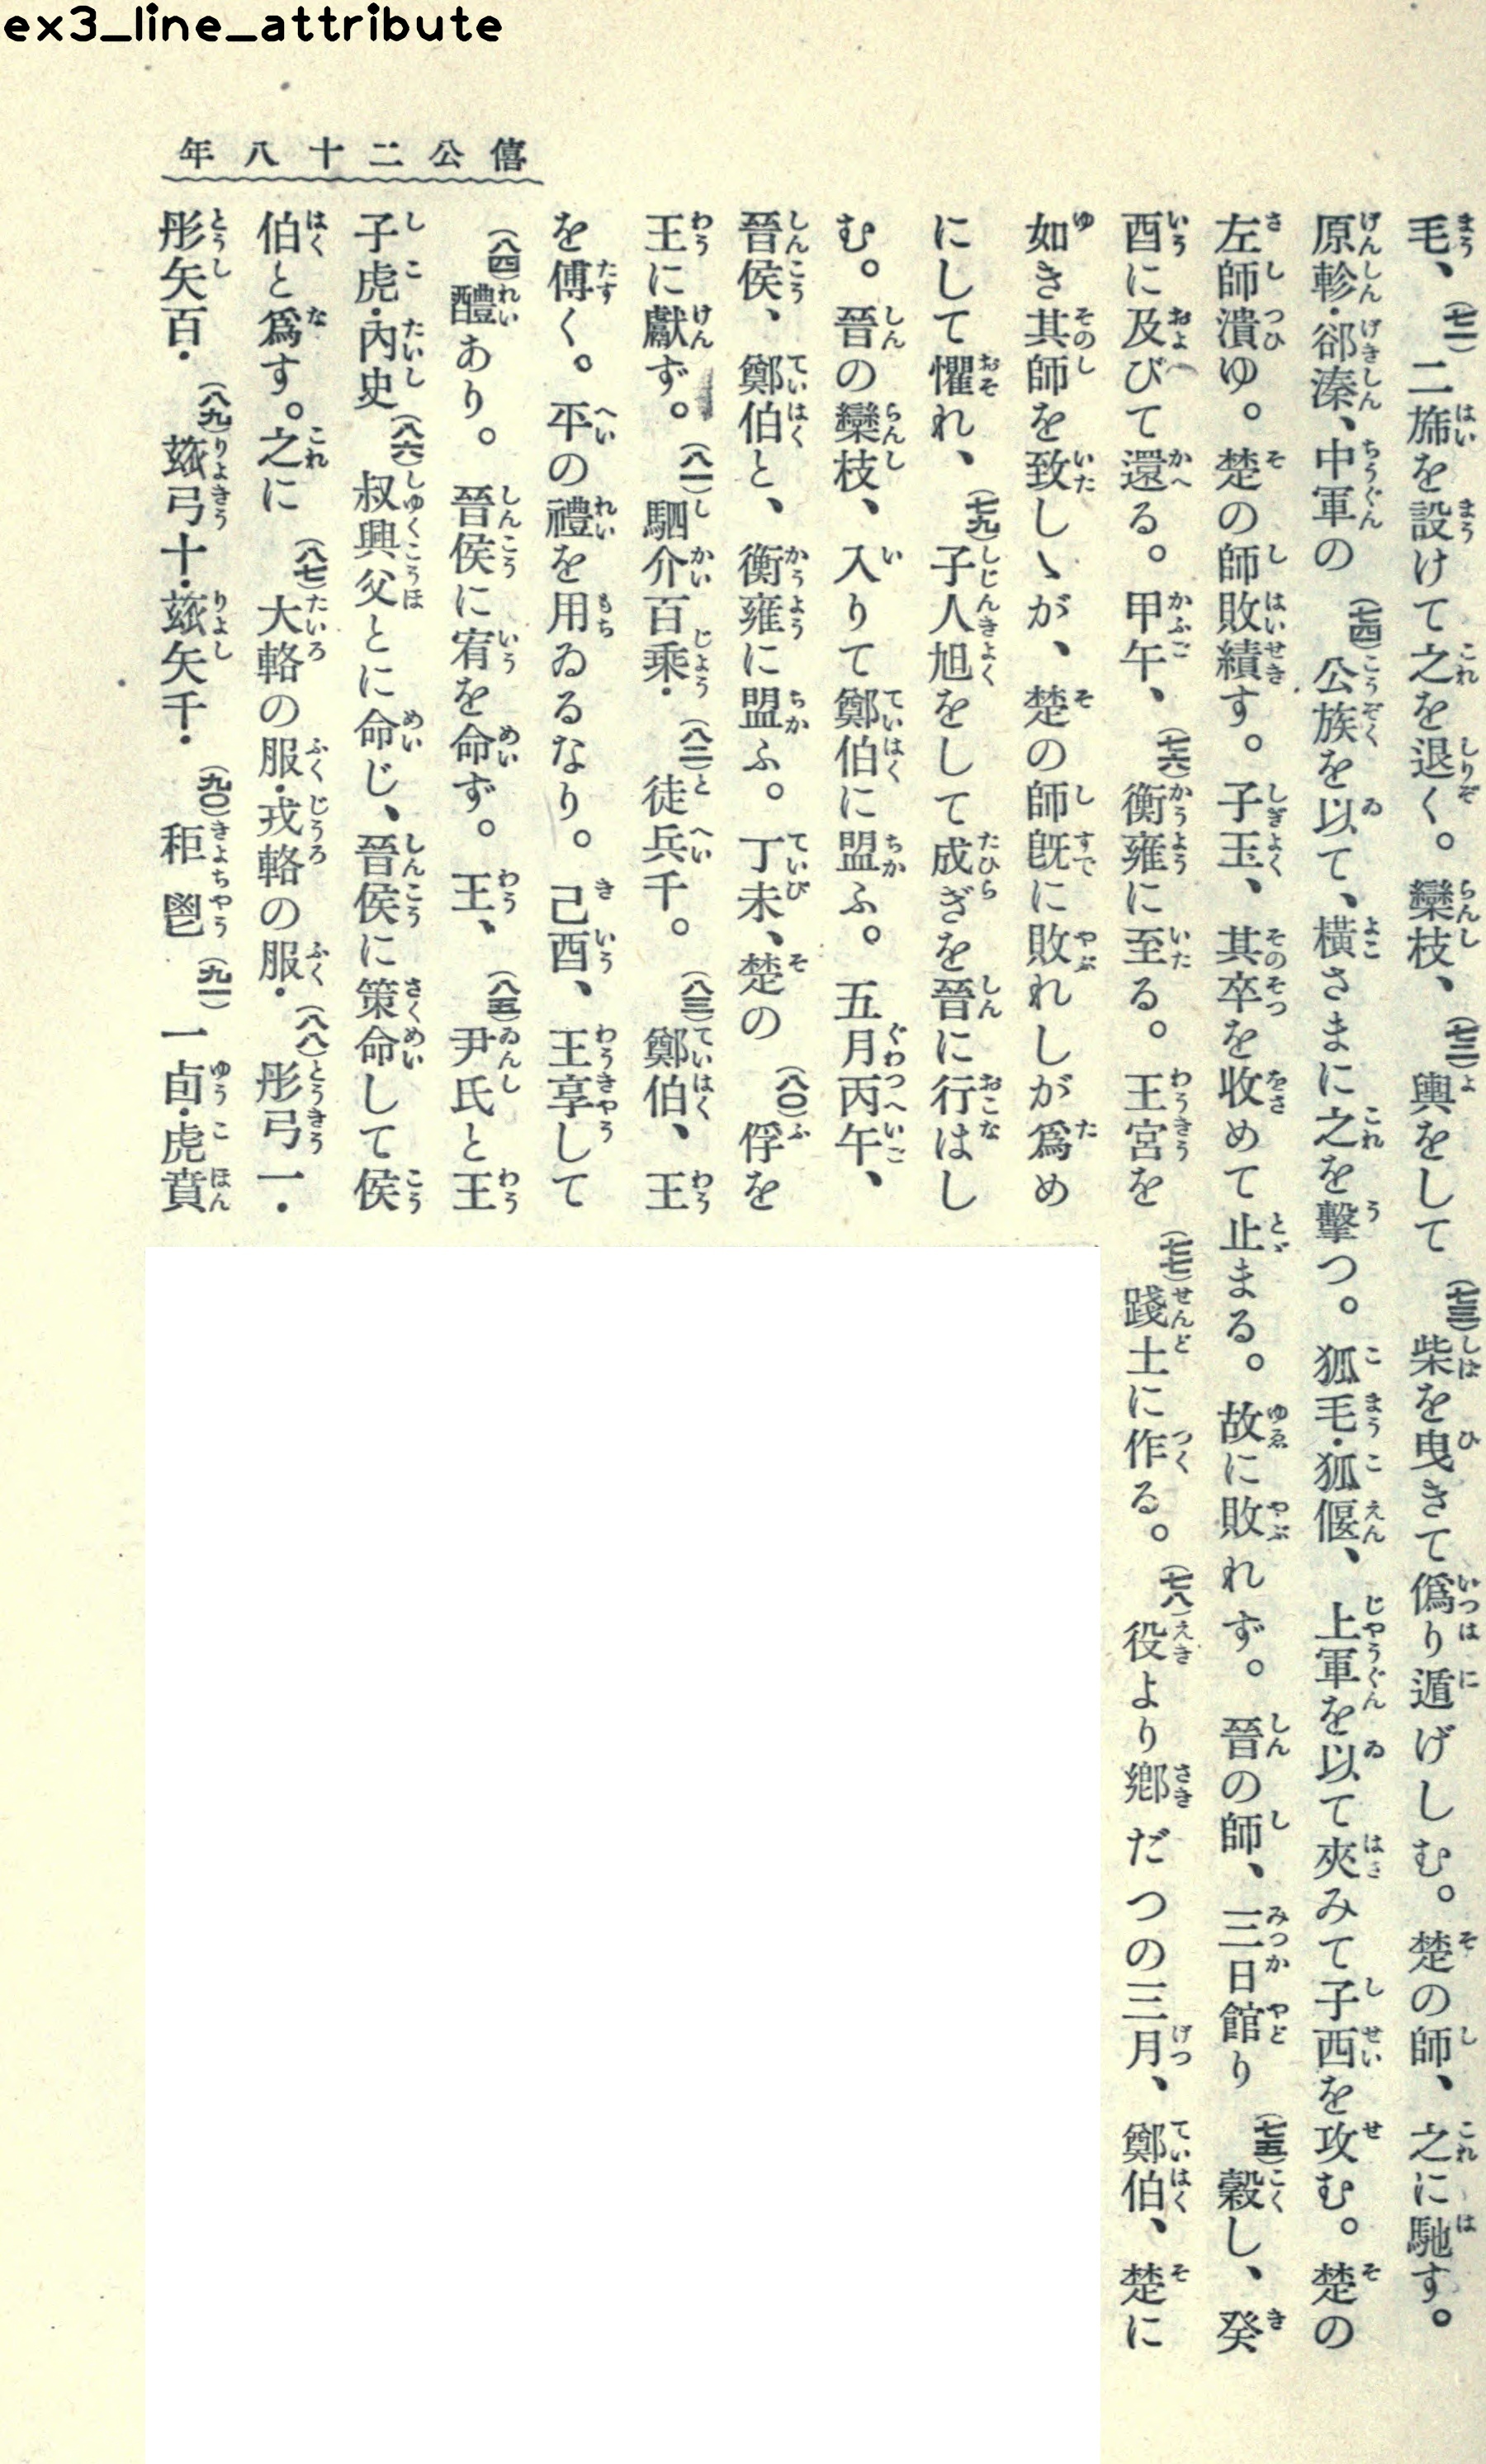 ex3_line_attribute
僖公二十八年
毛、(七一)二旆を設けて之を退く。欒枝、(七二)輿をして(七三)柴を曳きて僞り遁げしむ。楚の師、之に馳す。
原軫・郤溱、中軍の(七四)公族を以て、橫さまに之を擊つ。狐毛・狐偃、上軍を以て夾みて子西を攻む。楚の
左師潰ゆ。楚の師敗績す。子玉、其卒を收めて止まる。故に敗れず。晉の師、三日館り(七五)穀し、癸
酉に及びて還る。甲午、(七六)衡雍に至る。王宮を(七七)踐土に作る。(七八)役より鄕だつの三月、鄭伯、楚に
如き其師を致しゝが、楚の師旣に敗れしが爲め
にして懼れ、(七九)子人旭をして成ぎを晉に行はし
む。晉の欒枝、入りて鄭伯に盟ふ。五月丙午、
晉侯、鄭伯と、衡雍に盟ふ。丁未、楚の(八〇)俘を
王に獻ず。(八一)駟介百乘・(八二)徒兵千。(八三)鄭伯、王
を傅く。平の禮を用ゐるなり。己酉、王享して
(八四)醴あり。晉侯に宥を命ず。王、(八五)尹氏と王
子虎・內史(八六)叔興父とに命じ、晉侯に策命して侯
伯と爲す。之に(八七)大輅の服・戎輅の服・(八八)彤弓一・
彤矢百・(八九)玈弓十・玈矢千・(九〇)秬鬯(九一)一卣・虎賁